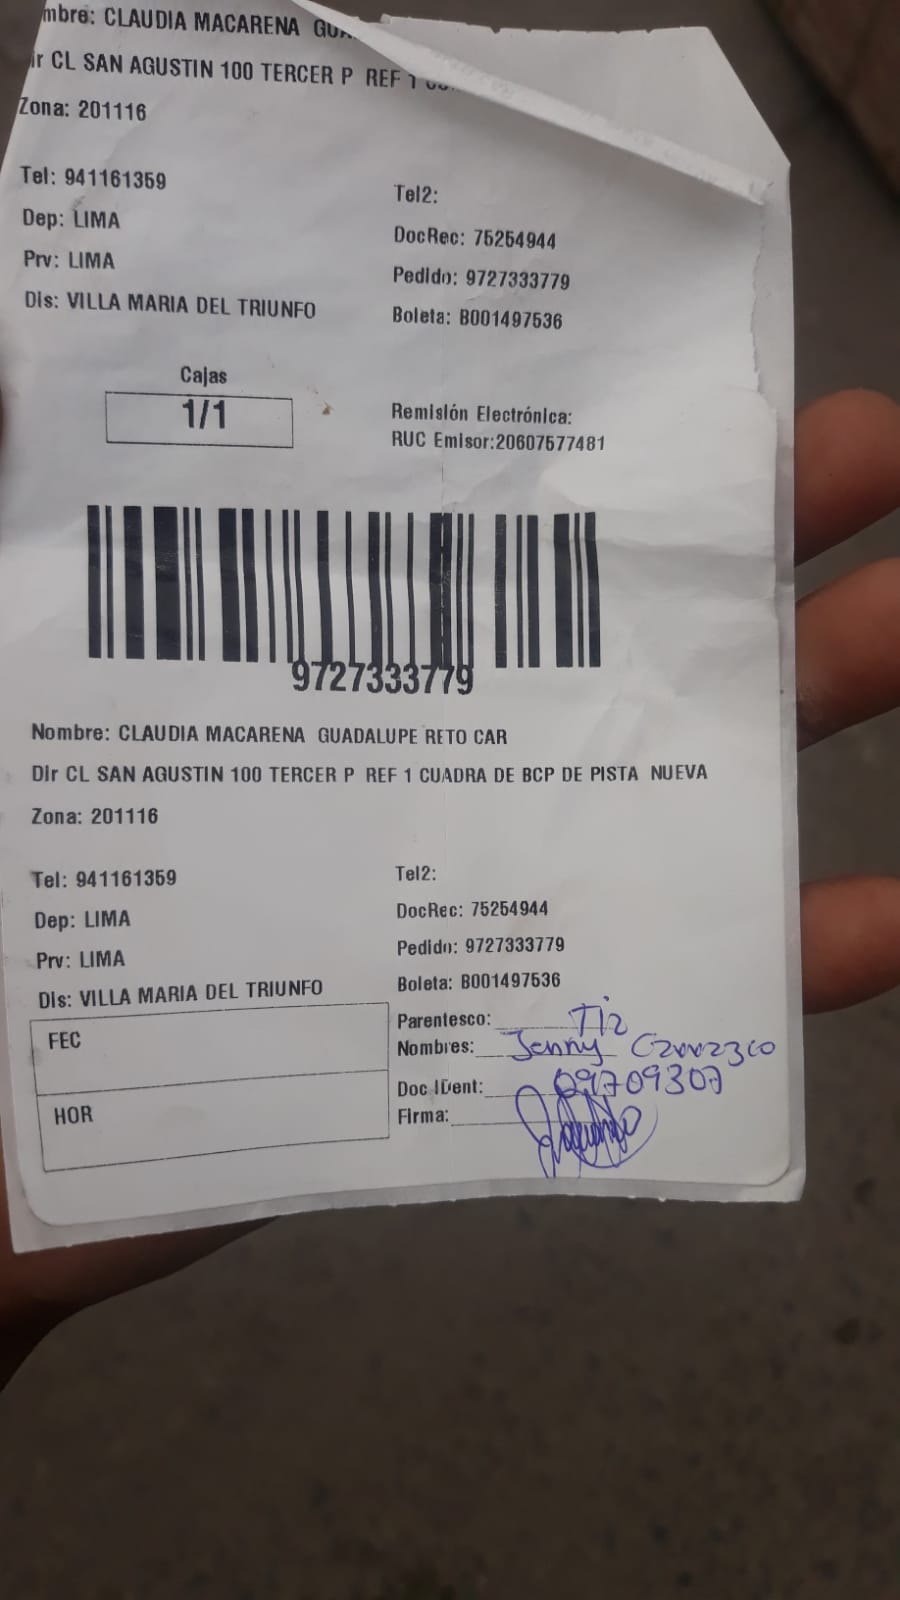 mbre: CLAUDIA MACARENA
ir CL SAN AGUSTIN 100 TERCER P REF 1
Zona: 201116
Tel: 941161359
Tel2:
Dep: LIMA
DocRec: 75254944
Prv: LIMA
Pedido: 9727333779
Dis: VILLA MARIA DEL TRIUNFO
Boleta: B001497536
Cajas
1/1
Remisión Electrónica:
RUC Emisor:20607577481
9727333779
Nombre: CLAUDIA MACARENA GUADALUPE RETO CAR
Dir CL SAN AGUSTIN 100 TERCER P REF 1 CUADRA DE BCP DE PISTA NUEVA
Zona: 201116
Tel: 941161359
Tel2:
Dep: LIMA
DocRec: 75254944
Prv: LIMA
Pedido: 9727333779
Dis: VILLA MARIA DEL TRIUNFO
Boleta: B001497536
FEC
Parentesco: Tia
Nombres: Jenny
Doc IDent: 09709307
HOR
Firma: